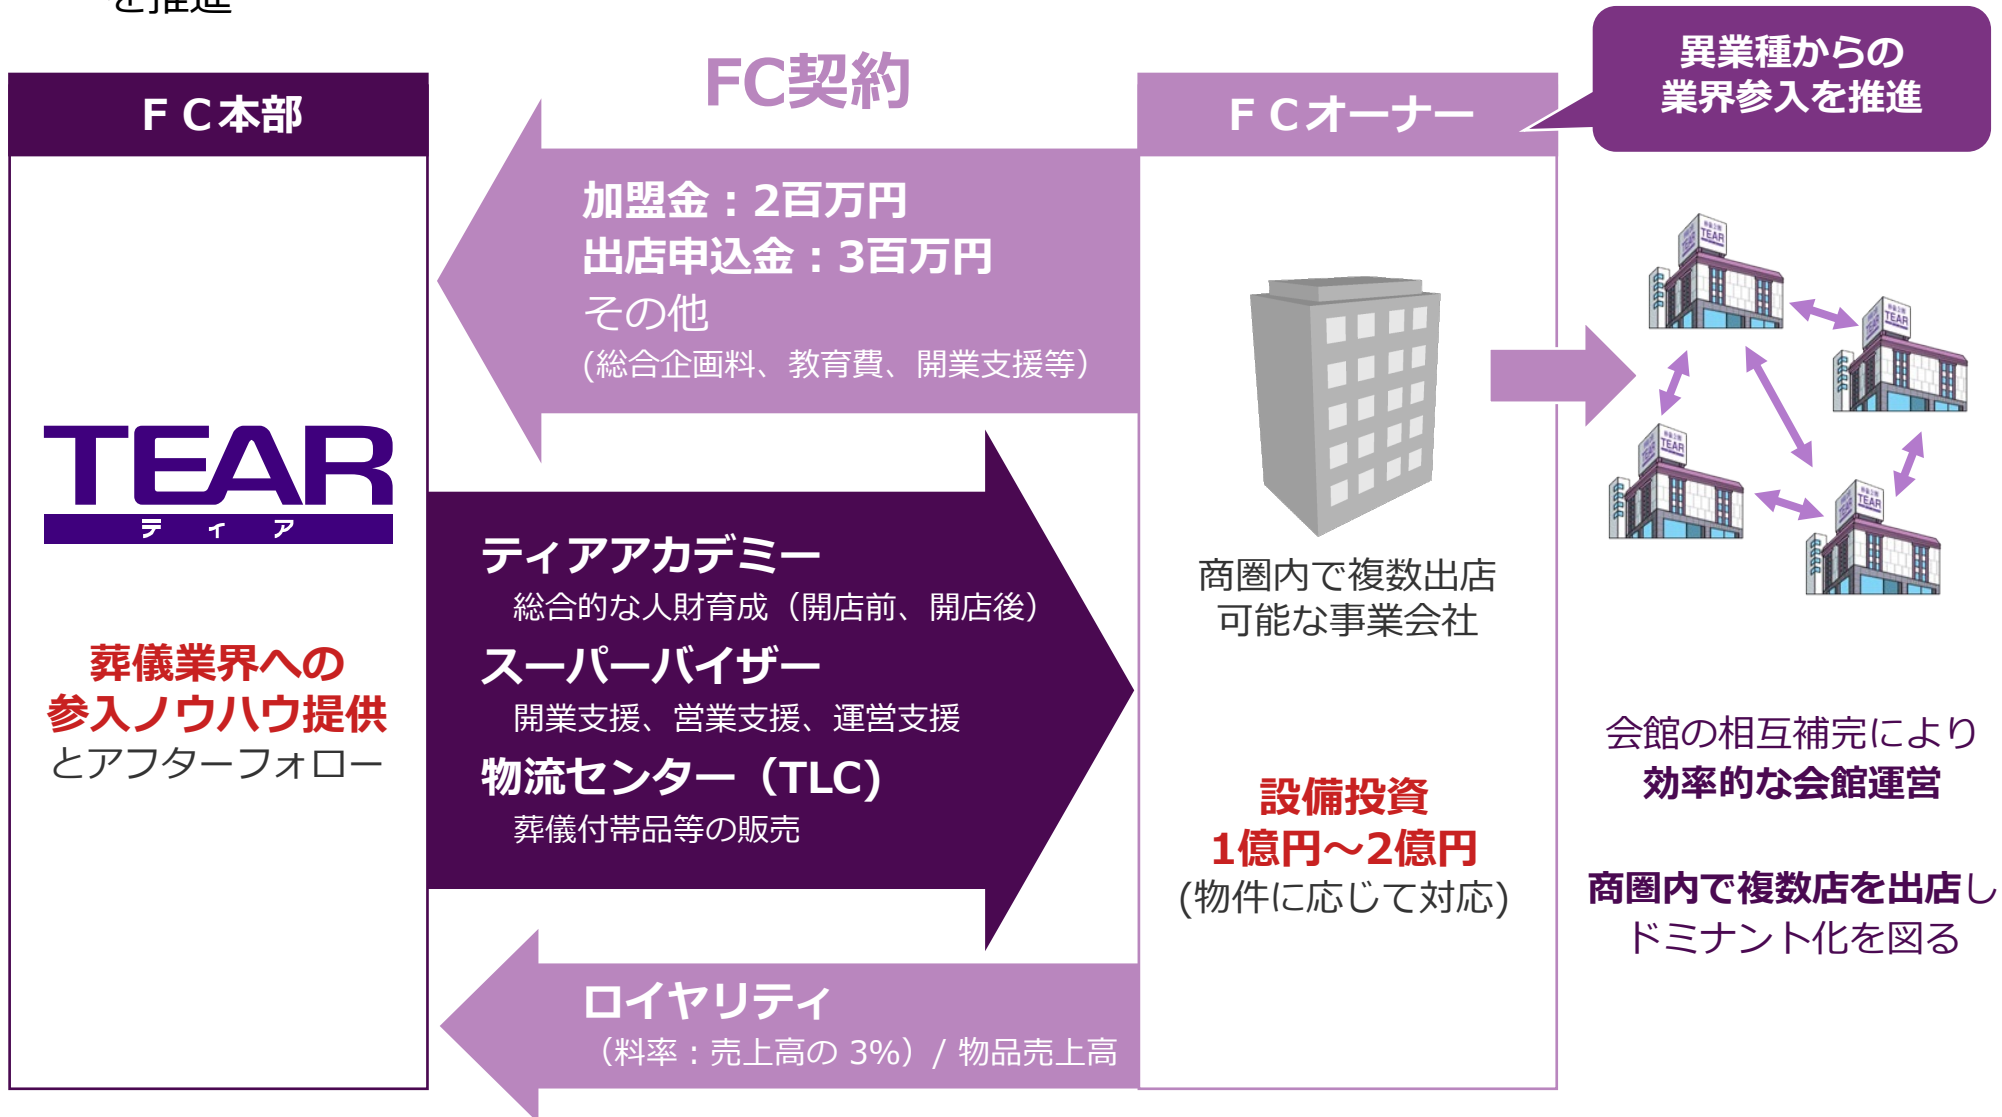 を推進
FC契約
ＦＣ本部
TEAR
ティア
葬儀業界への
参入ノウハウ提供
とアフターフォロー
加盟金：2百万円
出店申込金：3百万円
その他
(総合企画料、教育費、開業支援等）
ティアアカデミー
総合的な人財育成（開店前、開店後）
スーパーバイザー
開業支援、営業支援、運営支援
物流センター（TLC)
葬儀付帯品等の販売
ロイヤリティ
（料率：売上高の 3%）/ 物品売上高
ＦＣオーナー
商圏内で複数出店
可能な事業会社
設備投資
1億円～2億円
(物件に応じて対応)
異業種からの
業界参入を推進
TEAR
TEAR
TEAR
TEAR
会館の相互補完により
効率的な会館運営
商圏内で複数店を出店し
ドミナント化を図る